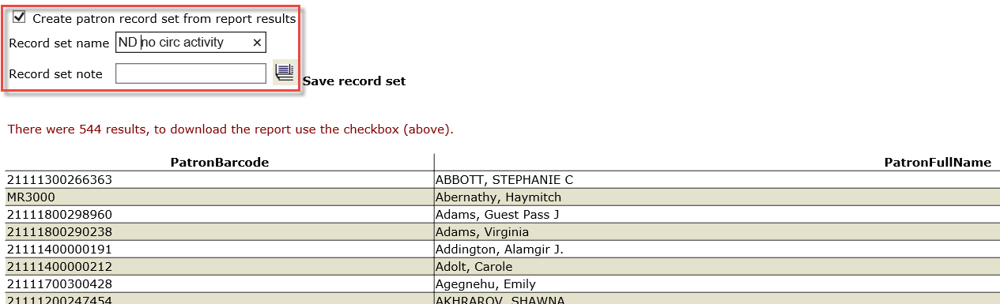 Create patron record set from report results
Record set name ND no circ activity ×
Record set note
Save record set
There were 544 results, to download the report use the checkbox (above).
PatronBarcode PatronFullName
21111300266363 ABBOTT, STEPHANIE C
MR3000 Abernathy, Haymitch
21111800298960 Adams, Guest Pass J
21111800290238 Adams, Virginia
21111400000191 Addington, Alamgir J.
21111400000212 Adolt, Carole
21111700300428 Agegnehu, Emily
21111200247454 AKHRAROV, SHAWNA